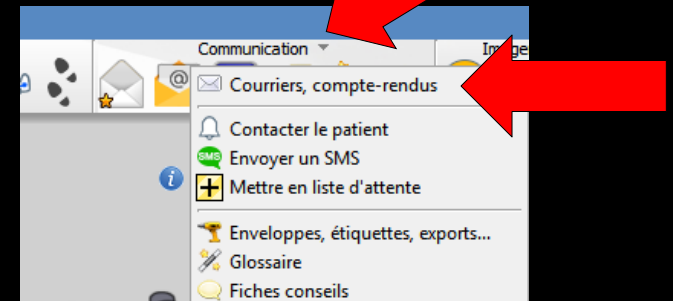 Communication
Courriers, compte-rendus
Contacter le patient
SMS Envoyer un SMS
Mettre en liste d'attente
Enveloppes, étiquettes, exports...
Glossaire
Fiches conseils